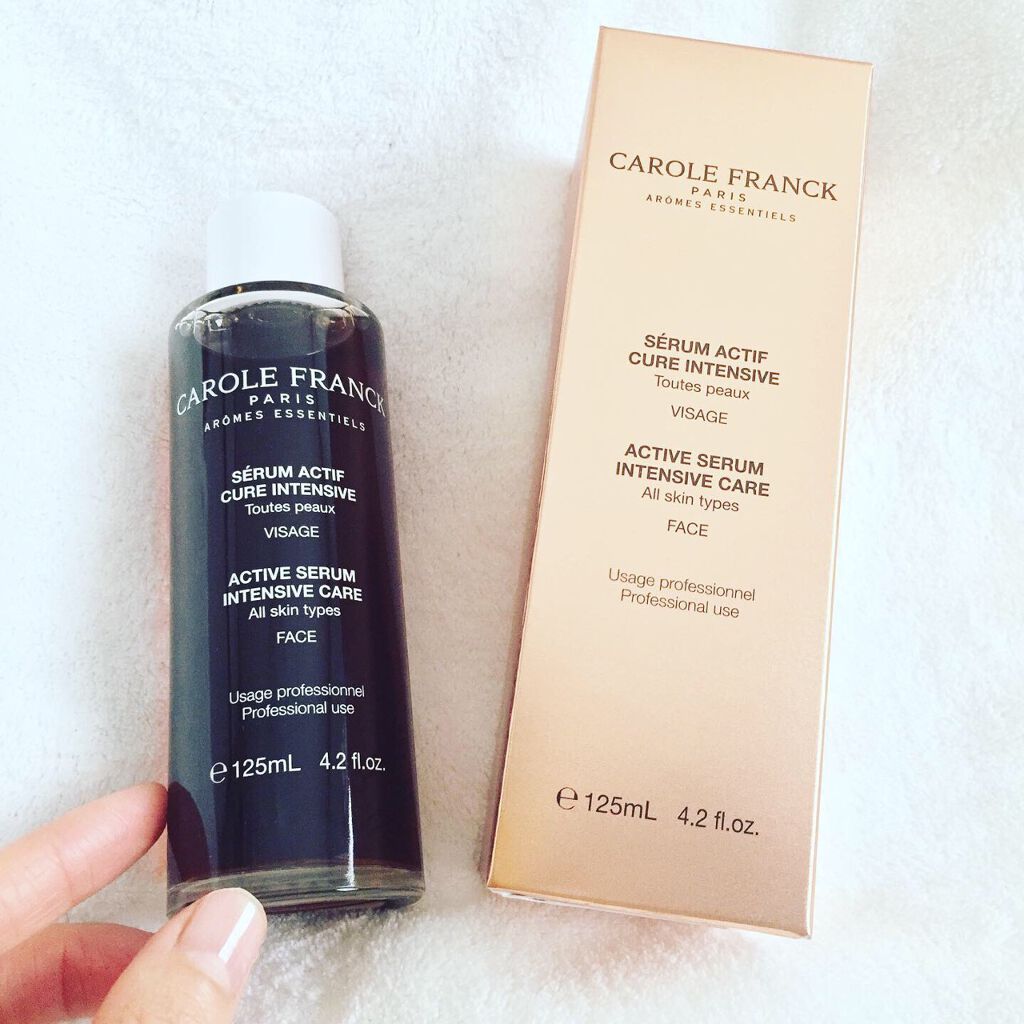 CAROLE FRANCK
PARIS
ARÔMES ESSENTIELS
SÉRUM ACTIF
CURE INTENSIVE
Toutes peaux
VISAGE
ACTIVE SERUM
INTENSIVE CARE
All skin types
FACE
Usage professionnel
Professional use
℮ 125mL 4.2 fl.oz.
CAROLE FRANCK
PARIS
ARÔMES ESSENTIELS
SÉRUM ACTIF
CURE INTENSIVE
Toutes peaux
VISAGE
ACTIVE SERUM
INTENSIVE CARE
All skin types
FACE
Usage professionnel
Professional use
℮ 125mL 4.2 fl.oz.